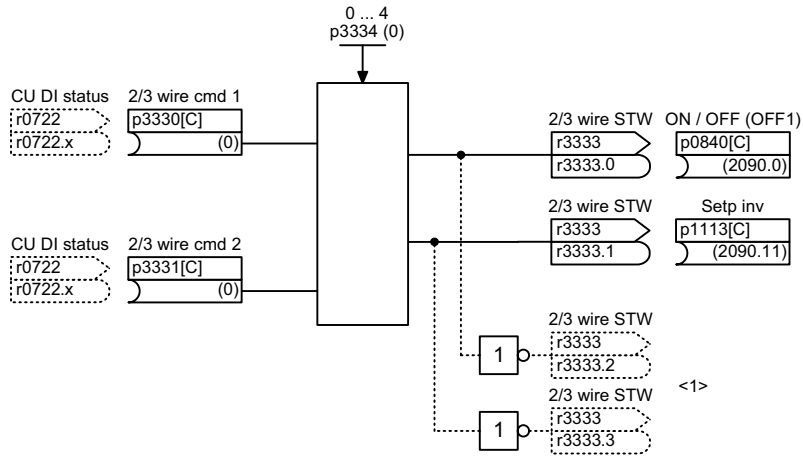 0 ... 4
p3334 (0)
CU DI status
2/3 wire cmd 1
r0722
p3330[C]
r0722.x
(0)
2/3 wire STW
ON / OFF (OFF1)
r3333
p0840[C]
r3333.0
(2090.0)
2/3 wire STW
Setp inv
r3333
p1113[C]
r3333.1
(2090.11)
CU DI status
2/3 wire cmd 2
r0722
p3331[C]
r0722.x
(0)
2/3 wire STW
1
r3333
r3333.2
<1>
2/3 wire STW
1
r3333
r3333.3